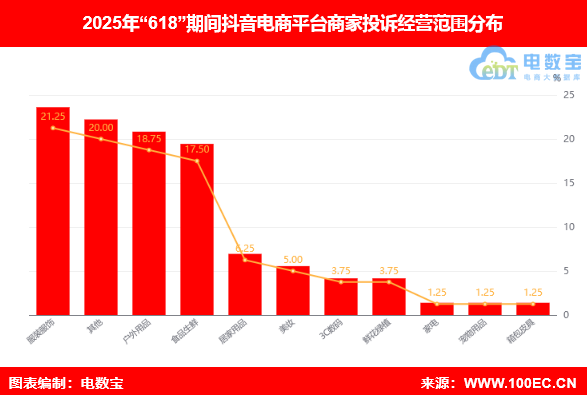 2025年“618”期间抖音电商平台商家投诉经营范围分布
eDT 电数宝
电商大数据库
%
25
20
15
10
5
0
21.25
20.00
18.75
17.50
6.25
5.00
3.75
3.75
1.25
1.25
1.25
服装服饰
其他
户外用品
食品生鲜
居家用品
美妆
3C数码
鲜花绿植
家电
宠物用品
箱包皮具
图表编制：电数宝
来源：WWW.100EC.CN